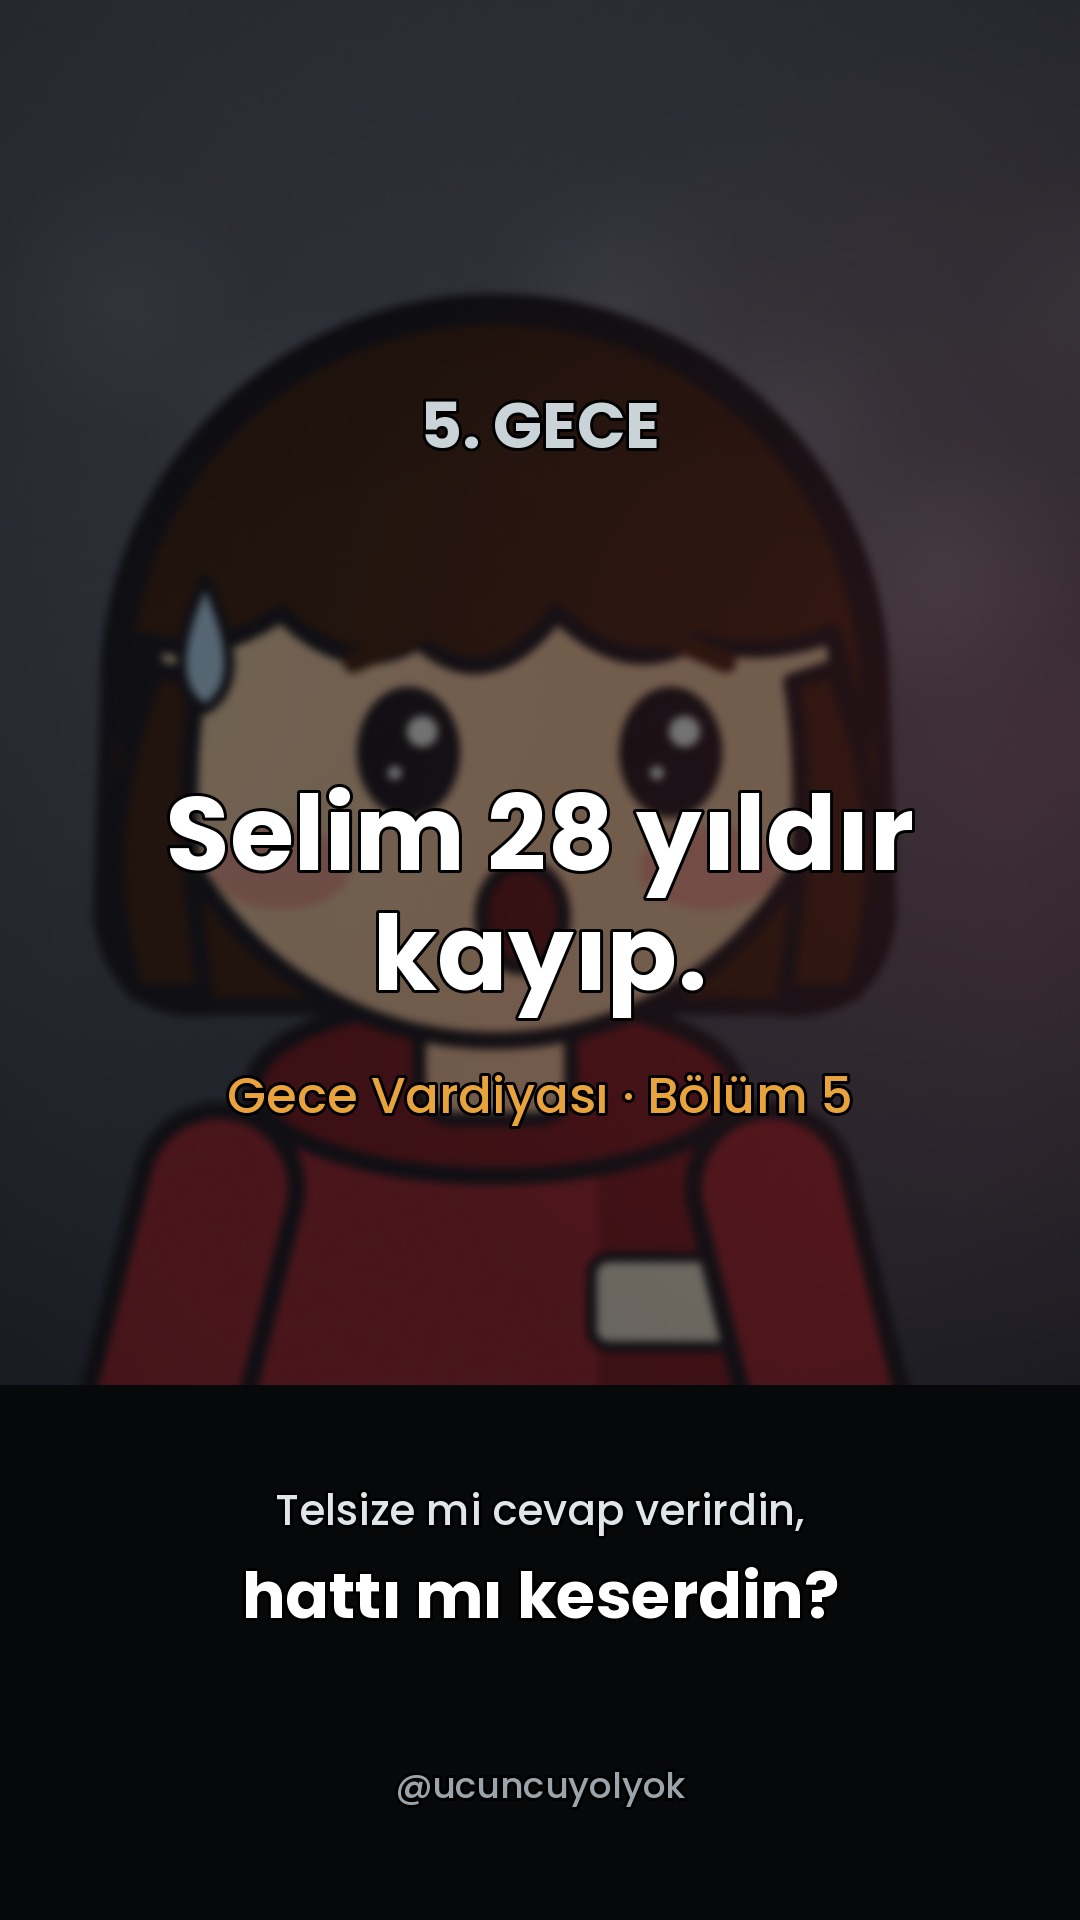 5. GECE
Selim 28 yıldır
kayıp.
Gece Vardiyası · Bölüm 5
Telsize mi cevap verirdin,
hattı mı keserdin?
@ucuncuyolyok